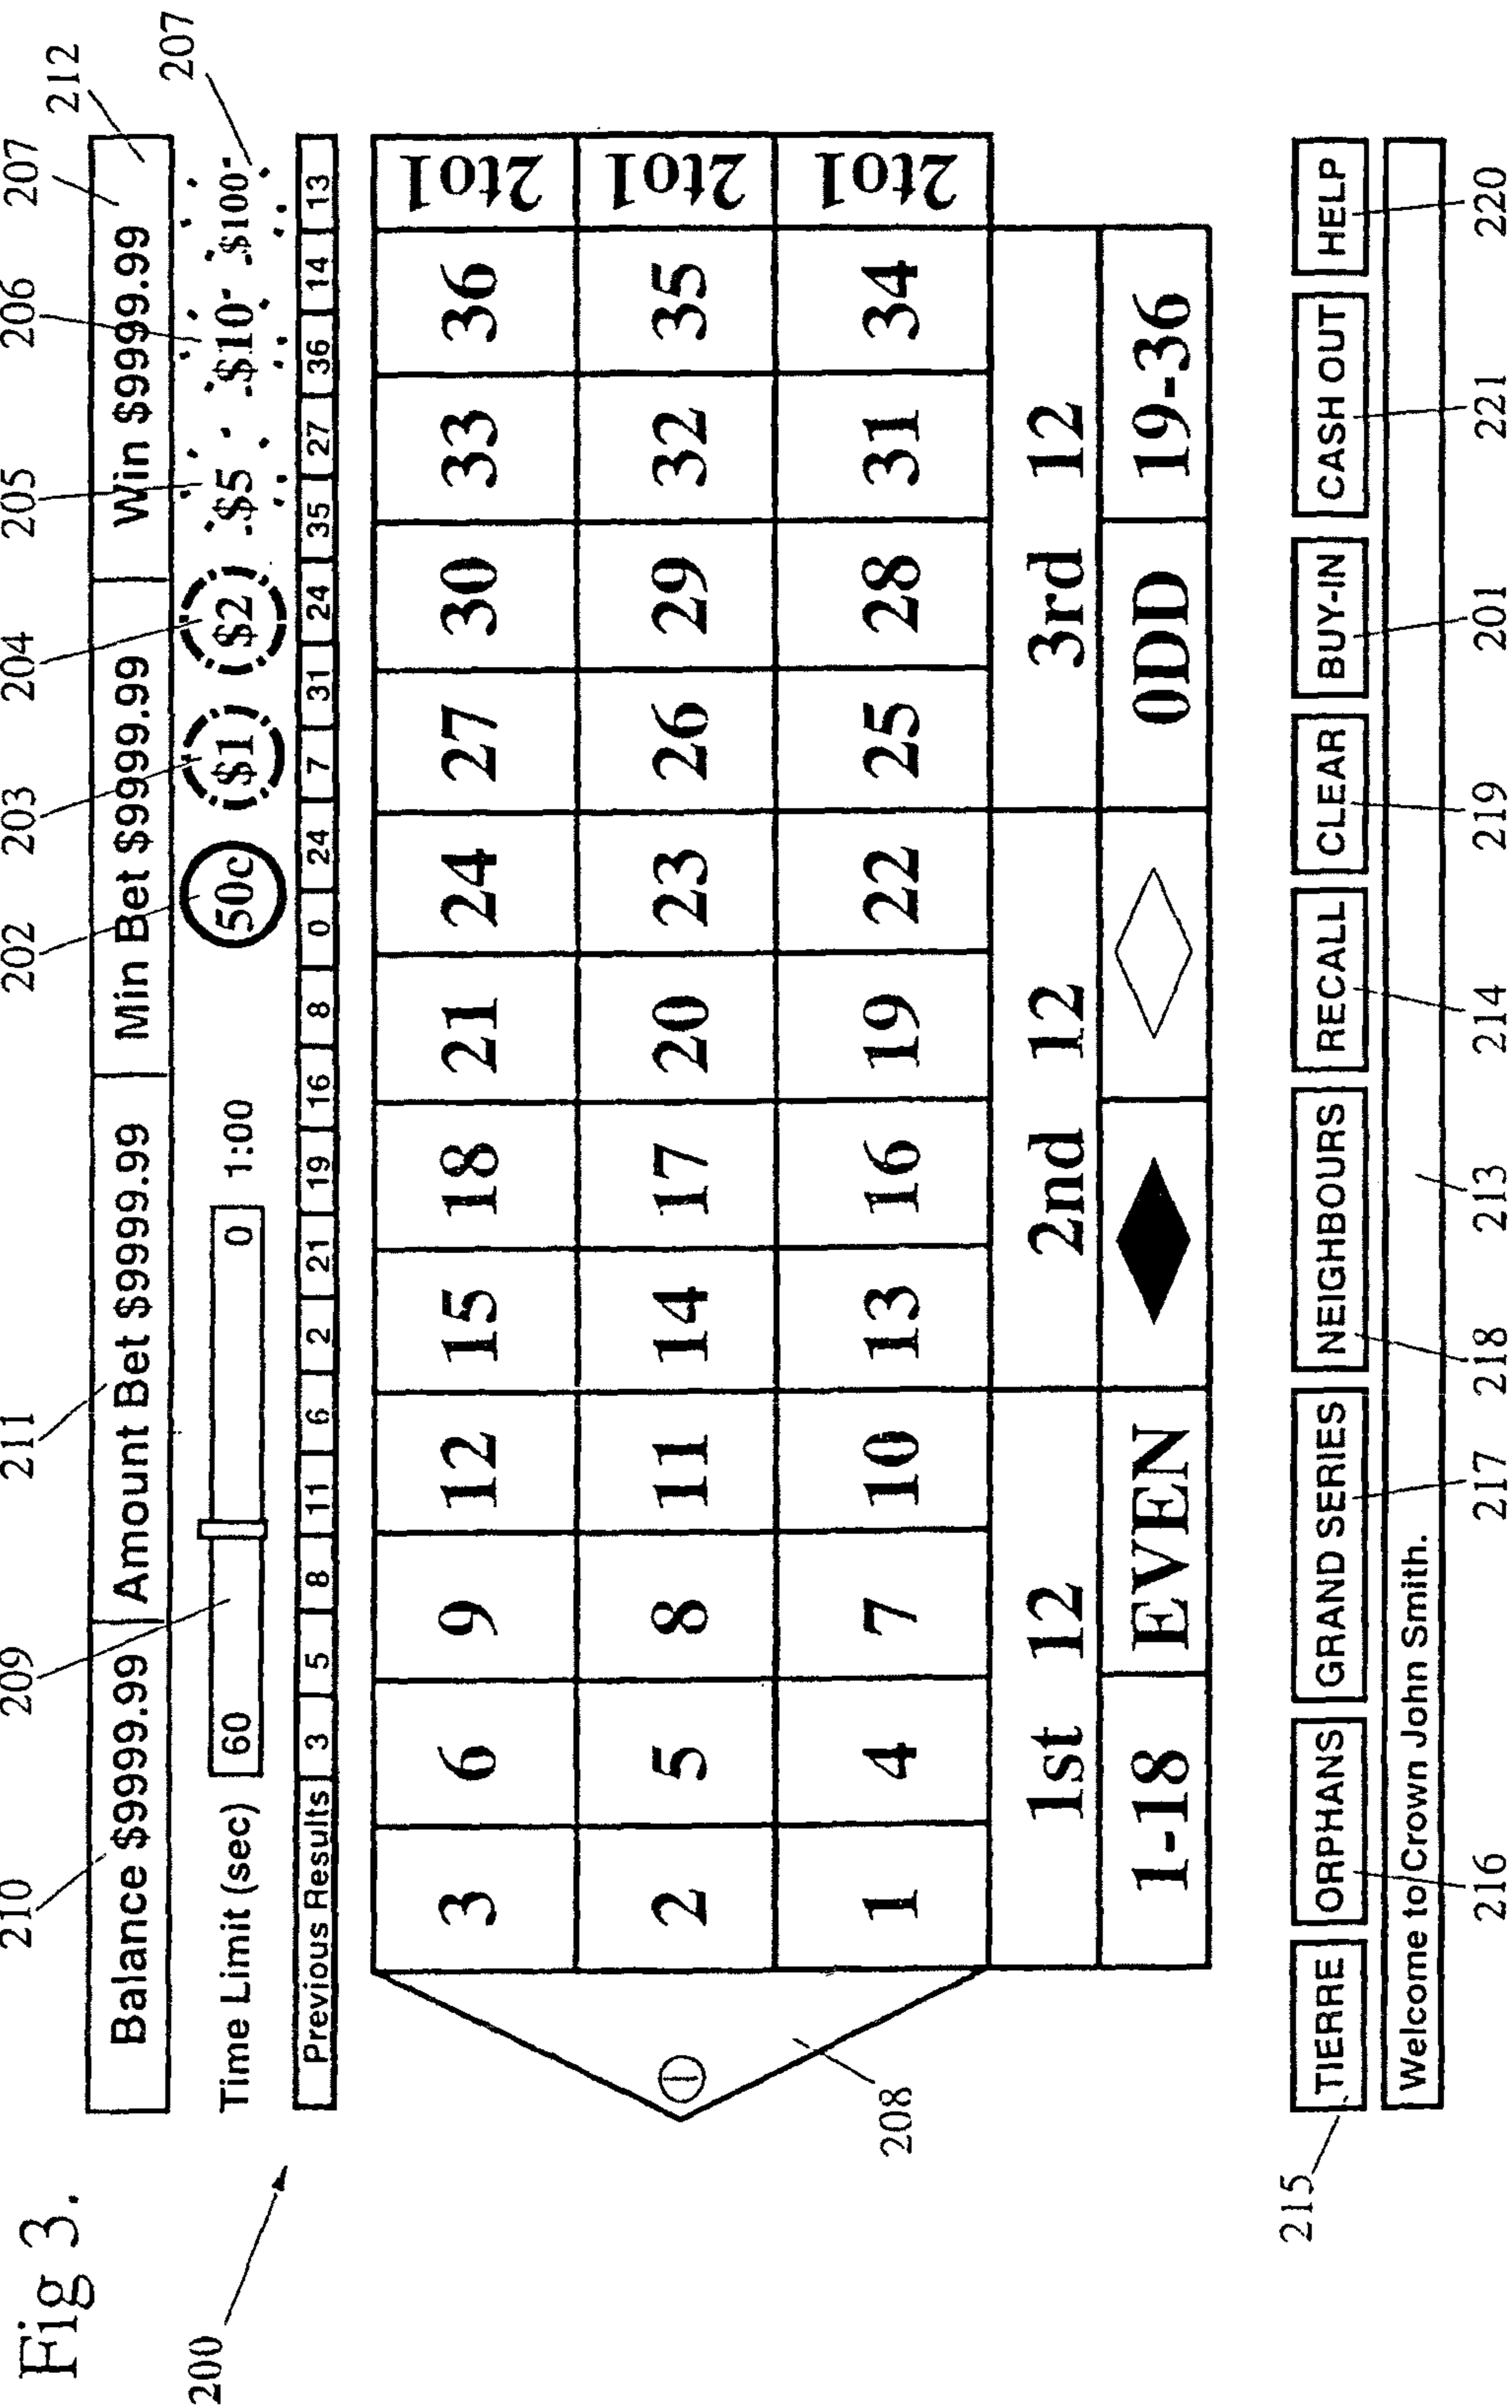 Fig 3.
200
210
211
202
203
204
205
206
207
212
Balance $9999.99 Amount Bet $9999.99 Min Bet $9999.99 Win $9999.99
209
207
Time Limit (sec) 60 0 1:00 50c $1 $2 $5 $10 $100
Previous Results 3 5 8 11 6 2 21 19 16 8 0 24 7 31 24 35 27 36 14 13
3 6 9 12 15 18 21 24 27 30 33 36 2to1
2 5 8 11 14 17 20 23 26 29 32 35 2to1
1 4 7 10 13 16 19 22 25 28 31 34 2to1
208
1st 12 2nd 12 3rd 12
1-18 EVEN 0DD 19-36
215
TIERRE ORPHANS GRAND SERIES NEIGHBOURS RECALL CLEAR BUY-IN CASH OUT HELP
Welcome to Crown John Smith.
216 217 218 213 214 219 201 221 220